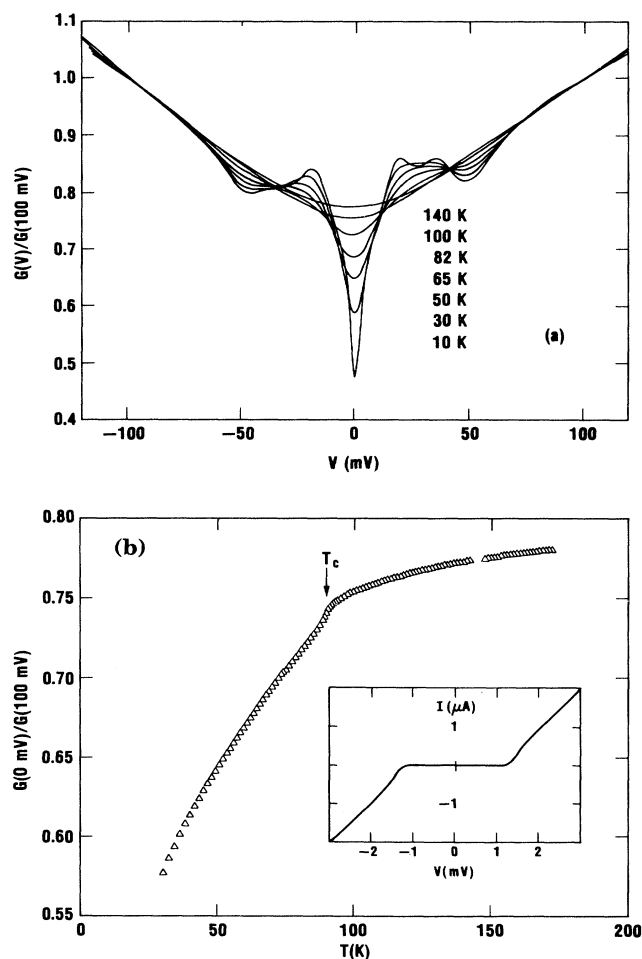 1.1
1.0
0.9
0.8
0.7
0.6
0.5
0.4
G(V)/G(100 mV)
140 K
100 K
82 K
65 K
50 K
30 K
10 K
(a)
−100
−50
0
50
100
V (mV)
0.80
0.75
0.70
0.65
0.60
0.55
G(0 mV)/G(100 mV)
(b)
Tc
I (μA)
1
−1
−2
−1
0
1
2
V(mV)
0
50
100
150
200
T(K)